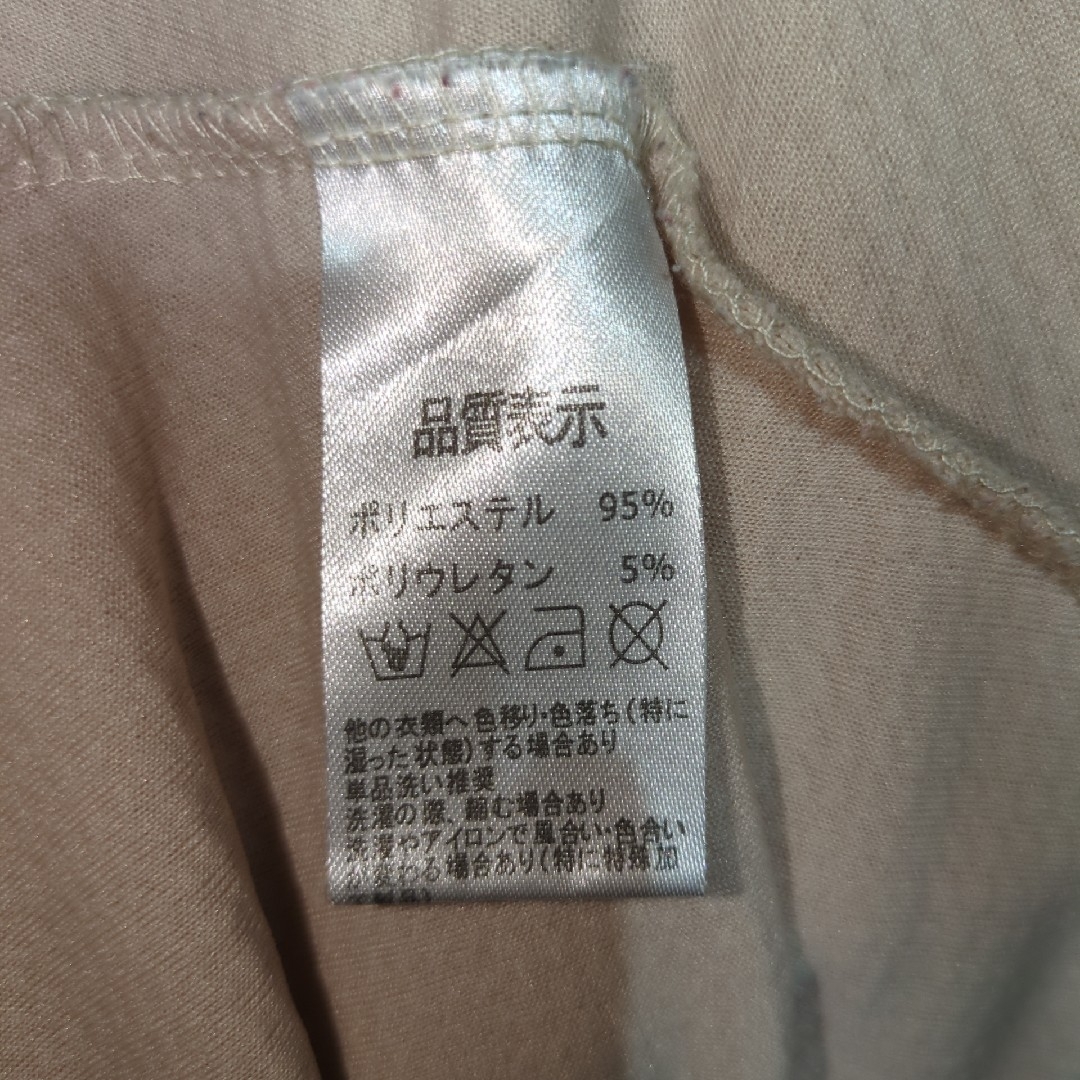 品質表示
ポリエステル 95%
ポリウレタン 5%
他の衣類へ色移り・色落ち(特に
湿った状態)する場合あり
単品洗い推奨
洗濯の際、縮む場合あり
洗濯やアイロンで風合い・色合い
が変わる場合あり(特に特殊加